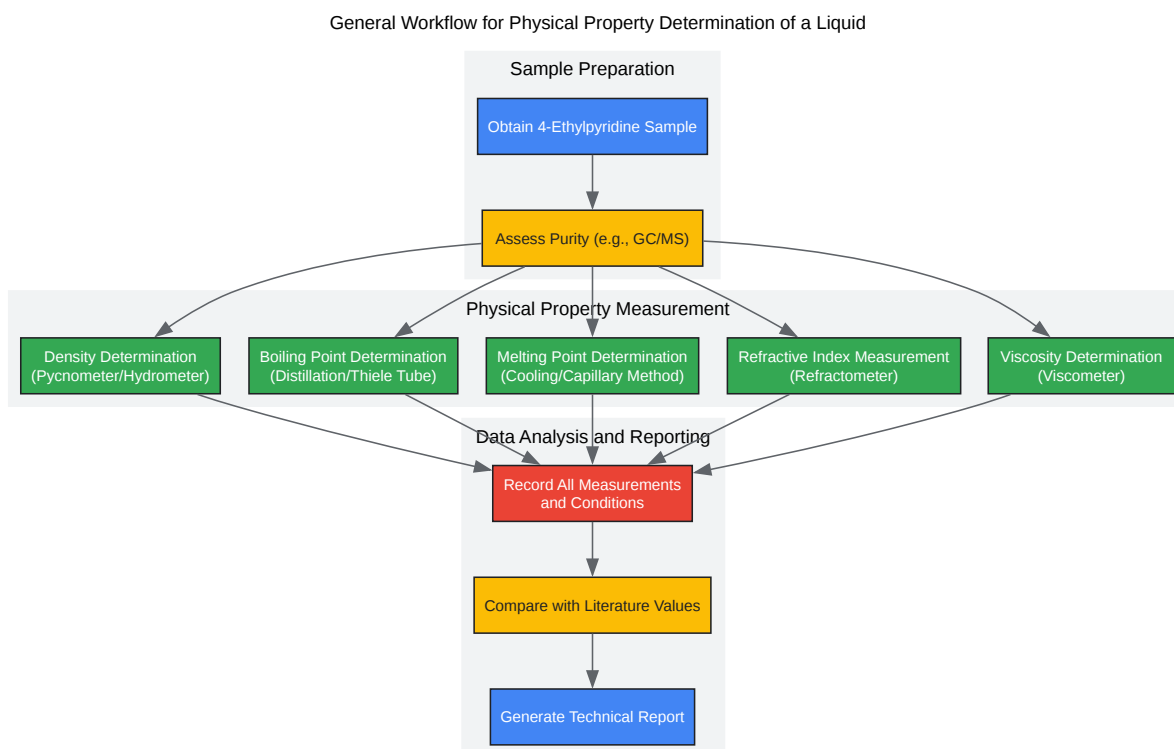 General Workflow for Physical Property Determination of a Liquid
Sample Preparation
Obtain 4-Ethylpyridine Sample
Assess Purity (e.g., GC/MS)
Physical Property Measurement
Density Determination
(Pycnometer/Hydrometer)
Boiling Point Determination
(Distillation/Thiele Tube)
Melting Point Determination
(Cooling/Capillary Method)
Refractive Index Measurement
(Refractometer)
Viscosity Determination
(Viscometer)
Data Analysis and Reporting
Record All Measurements
and Conditions
Compare with Literature Values
Generate Technical Report